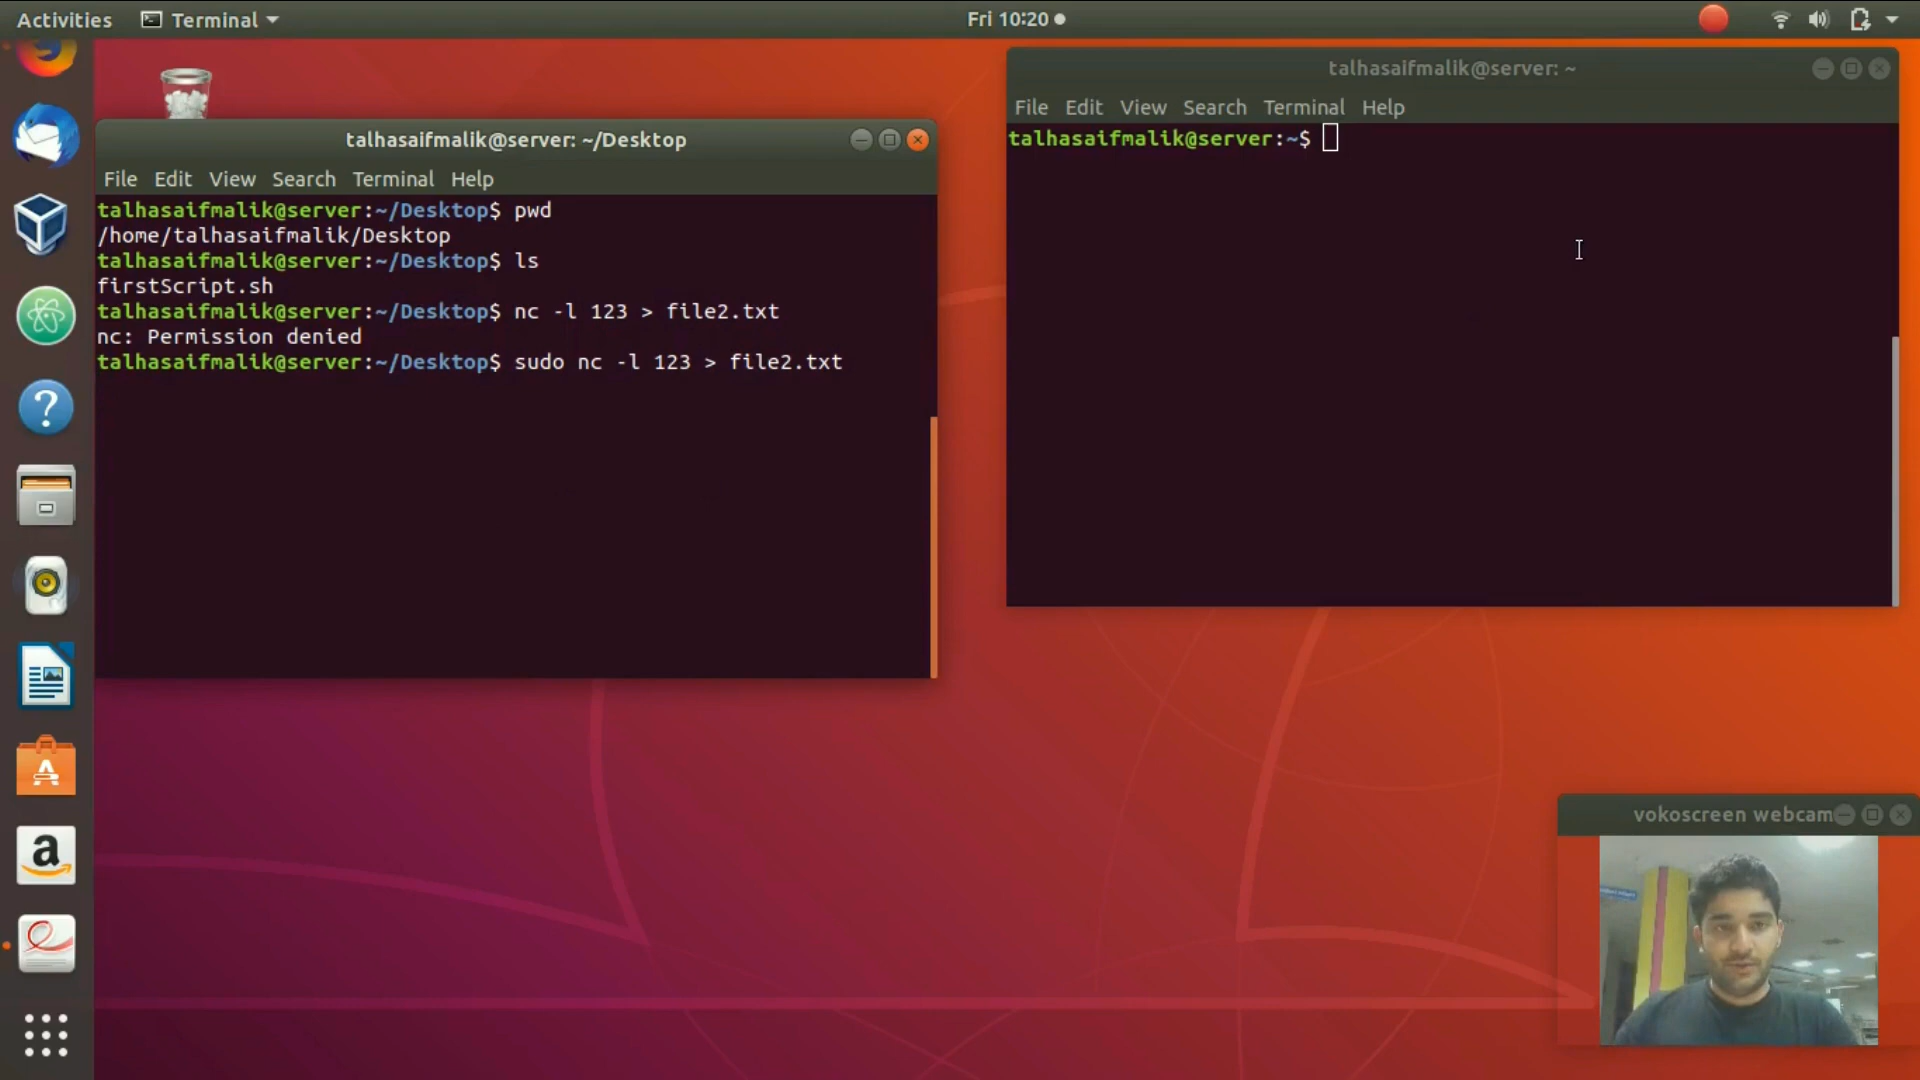 Activities Terminal Fri 10:20
talhasaifmalik@server: ~/Desktop
File Edit View Search Terminal Help
talhasaifmalik@server:~/Desktop$ pwd
/home/talhasaifmalik/Desktop
talhasaifmalik@server:~/Desktop$ ls
firstScript.sh
talhasaifmalik@server:~/Desktop$ nc -l 123 > file2.txt
nc: Permission denied
talhasaifmalik@server:~/Desktop$ sudo nc -l 123 > file2.txt
talhasaifmalik@server: ~
File Edit View Search Terminal Help
talhasaifmalik@server:~$
vokoscreen webcam